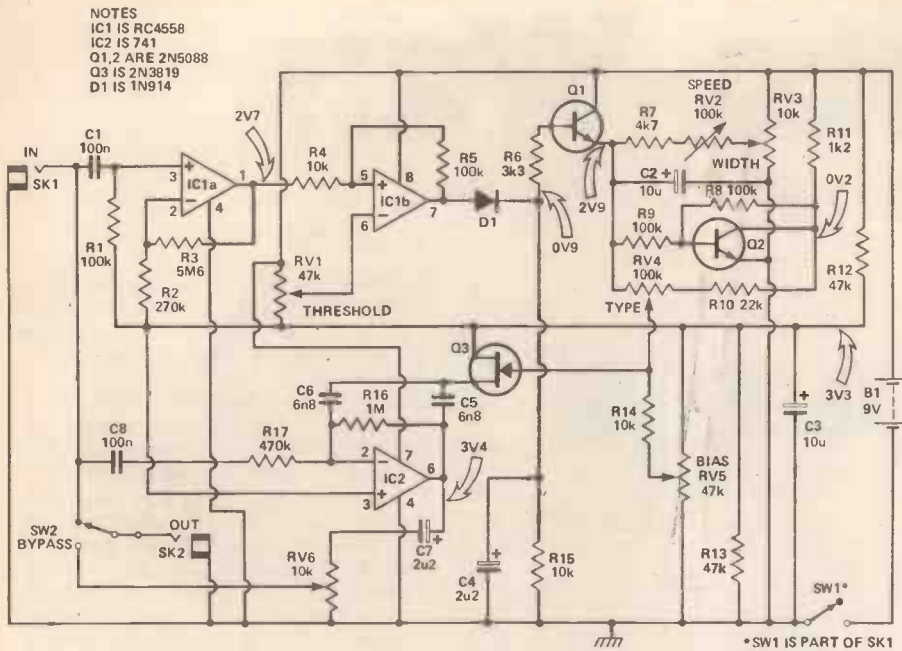 NOTES
IC1 IS RC4558
IC2 IS 741
Q1,2 ARE 2N5088
Q3 IS 2N3819
D1 IS 1N914
IN
SK1
C1
100n
3
2
+
−
IC1a
1
4
2V7
R4
10k
5
6
+
−
IC1b
8
7
R5
100k
D1
R6
3k3
0V9
Q1
2V9
R7
4k7
SPEED
RV2
100k
RV3
10k
WIDTH
R11
1k2
C2 +
10u
R8 100k
0V2
R9
100k
Q2
RV4
100k
R10 22k
TYPE
R12
47k
R1
100k
R3
5M6
R2
270k
RV1
47k
THRESHOLD
Q3
3V3
C6
6n8
R16
1M
C5
6n8
R14
10k
BIAS
RV5
47k
+
C3
10u
B1
9V
C8
100n
R17
470k
2
3
−
+
IC2
7
6
4
3V4
SW2
BYPASS
OUT
SK2
RV6
10k
+
C7
2u2
+
C4
2u2
R15
10k
R13
47k
SW1*
*SW1 IS PART OF SK1